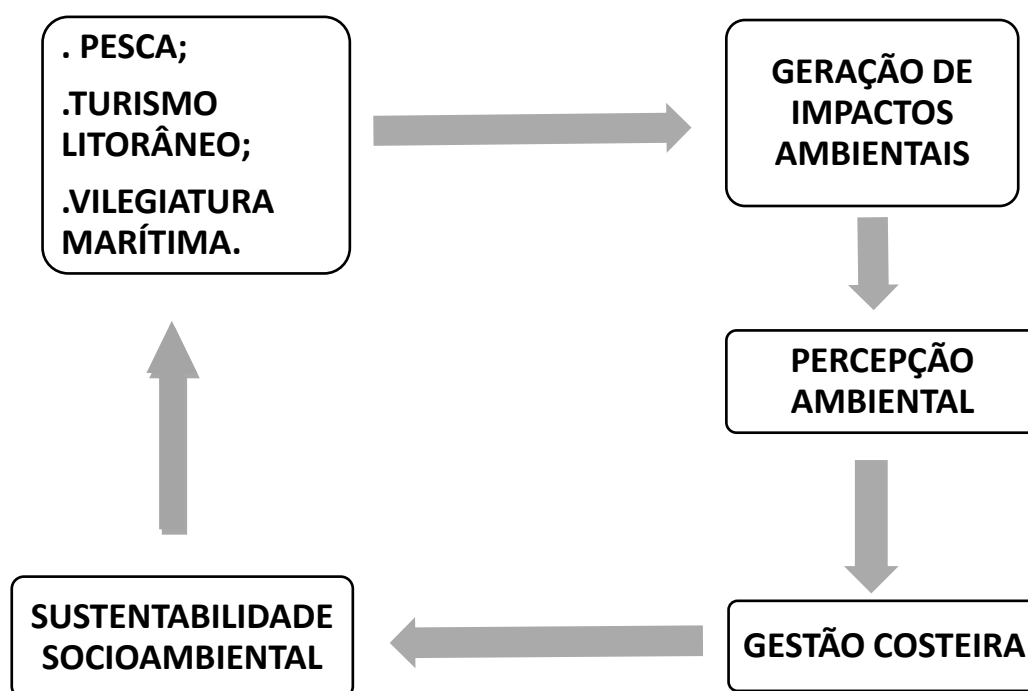 . PESCA;
.TURISMO
LITORÂNEO;
.VILEGIATURA
MARÍTIMA.
GERAÇÃO DE
IMPACTOS
AMBIENTAIS
PERCEPÇÃO
AMBIENTAL
GESTÃO COSTEIRA
SUSTENTABILIDADE
SOCIOAMBIENTAL